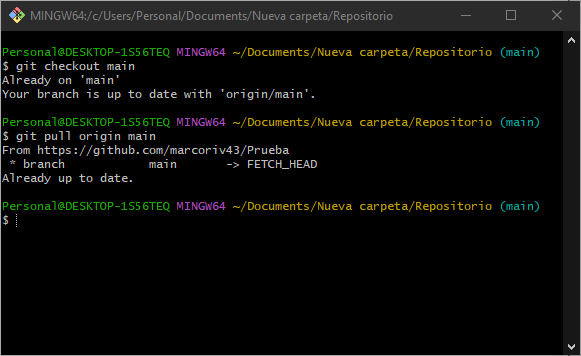 MINGW64:/c/Users/Personal/Documents/Nueva carpeta/Repositorio
Personal@DESKTOP-1S56TEQ MINGW64 ~/Documents/Nueva carpeta/Repositorio (main)
$ git checkout main
Already on 'main'
Your branch is up to date with 'origin/main'.
Personal@DESKTOP-1S56TEQ MINGW64 ~/Documents/Nueva carpeta/Repositorio (main)
$ git pull origin main
From https://github.com/marcoriv43/Prueba
 * branch            main       -> FETCH_HEAD
Already up to date.
Personal@DESKTOP-1S56TEQ MINGW64 ~/Documents/Nueva carpeta/Repositorio (main)
$